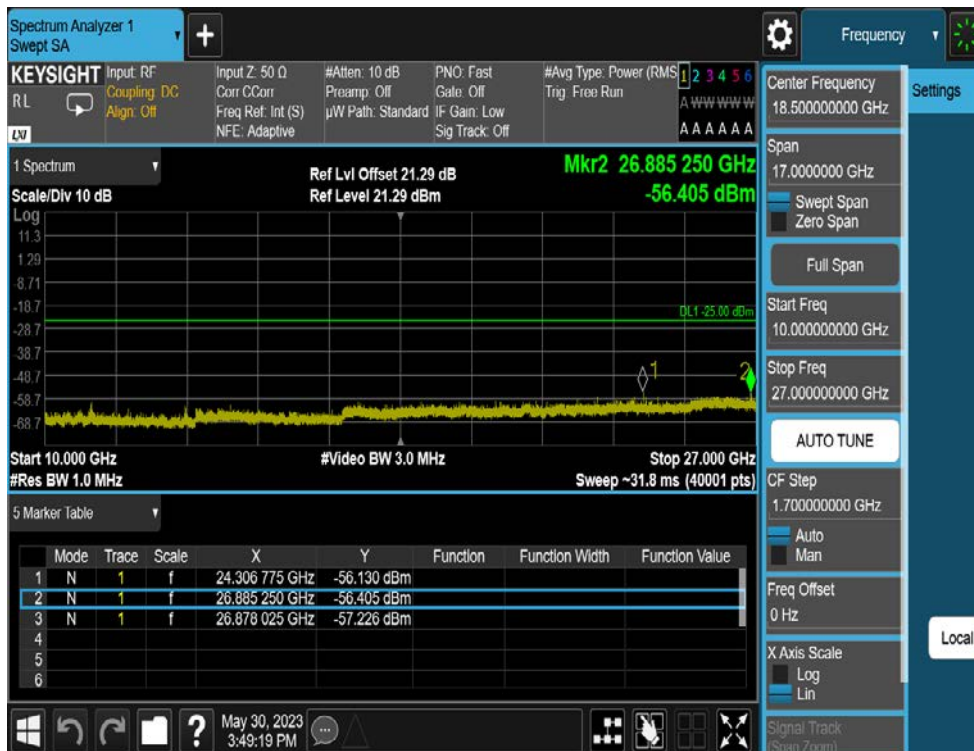 Spectrum Analyzer 1
Swept SA
+
Frequency
KEYSIGHT
RL
LXI
Input: RF
Coupling: DC
Align: Off
Input Z: 50 Ω
Corr CCorr
Freq Ref: Int (S)
NFE: Adaptive
#Atten: 10 dB
Preamp: Off
µW Path: Standard
PNO: Fast
Gate: Off
IF Gain: Low
Sig Track: Off
#Avg Type: Power (RMS
Trig: Free Run
1 2 3 4 5 6
A W W W W W
A A A A A A
1 Spectrum
Scale/Div 10 dB
Ref Lvl Offset 21.29 dB
Ref Level 21.29 dBm
Mkr2 26.885 250 GHz
-56.405 dBm
Log
11.3
1.29
-8.71
-18.7
-28.7
-38.7
-48.7
-58.7
-68.7
DL1 -25.00 dBm
1
2
Start 10.000 GHz
#Res BW 1.0 MHz
#Video BW 3.0 MHz
Stop 27.000 GHz
Sweep ~31.8 ms (40001 pts)
5 Marker Table
Mode Trace Scale X Y Function Function Width Function Value
1 N 1 f 24.306 775 GHz -56.130 dBm
2 N 1 f 26.885 250 GHz -56.405 dBm
3 N 1 f 26.878 025 GHz -57.226 dBm
4
5
6
?
May 30, 2023
3:49:19 PM
Center Frequency
18.500000000 GHz
Span
17.0000000 GHz
Swept Span
Zero Span
Full Span
Start Freq
10.000000000 GHz
Stop Freq
27.000000000 GHz
AUTO TUNE
CF Step
1.700000000 GHz
Auto
Man
Freq Offset
0 Hz
X Axis Scale
Log
Lin
Signal Track
(Span Zoom)
Settings
Local